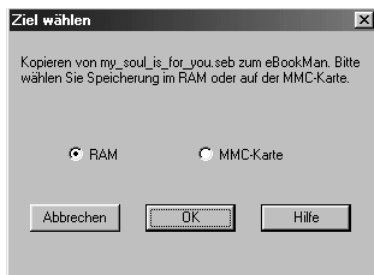 Ziel wählen
Kopieren von my_soul_is_for_you.seb zum eBookMan. Bitte
wählen Sie Speicherung im RAM oder auf der MMC-Karte.
RAM MMC-Karte
Abbrechen OK Hilfe